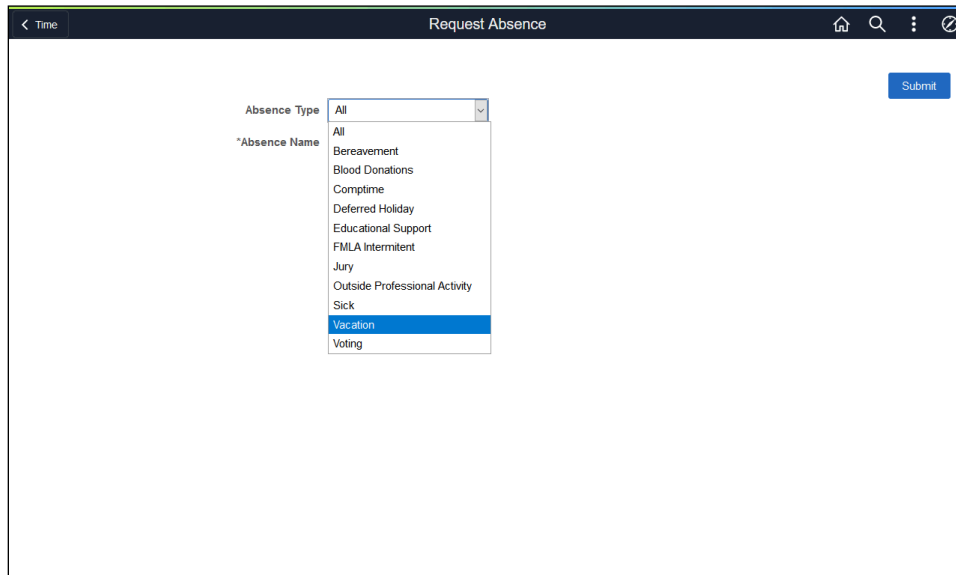 Time
Request Absence
Submit
Absence Type
All
*Absence Name
All
Bereavement
Blood Donations
Comptime
Deferred Holiday
Educational Support
FMLA Intermitent
Jury
Outside Professional Activity
Sick
Vacation
Voting